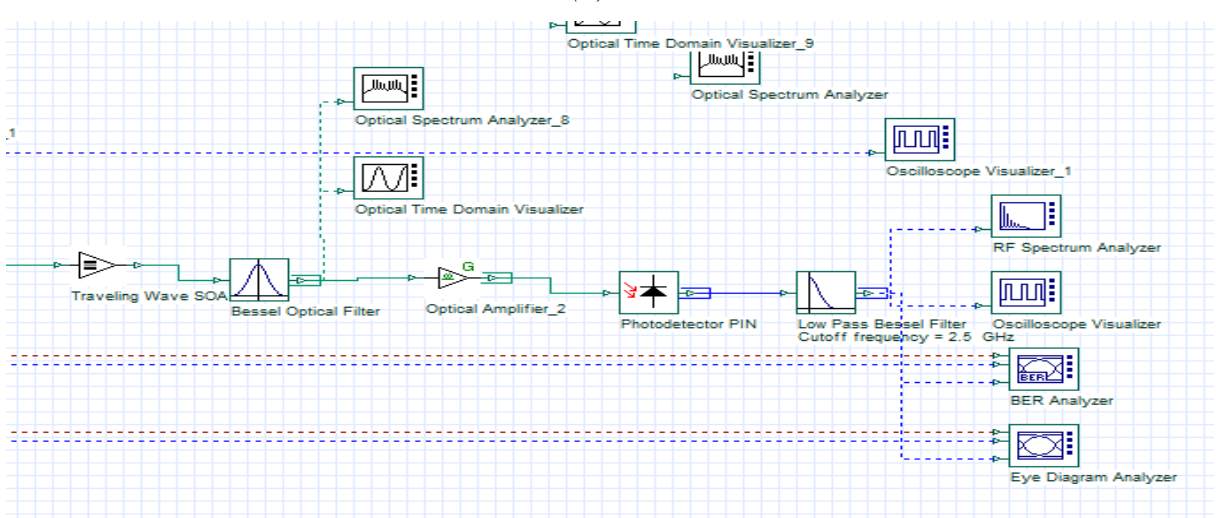 Optical Time Domain Visualizer_9
Optical Spectrum Analyzer
Optical Spectrum Analyzer_8
_1
Oscilloscope Visualizer_1
Optical Time Domain Visualizer
RF Spectrum Analyzer
G
Traveling Wave SOA
Bessel Optical Filter
Optical Amplifier_2
Photodetector PIN
Low Pass Bessel Filter
Cutoff frequency = 2.5 GHz
Oscilloscope Visualizer
BER
BER Analyzer
Eye Diagram Analyzer